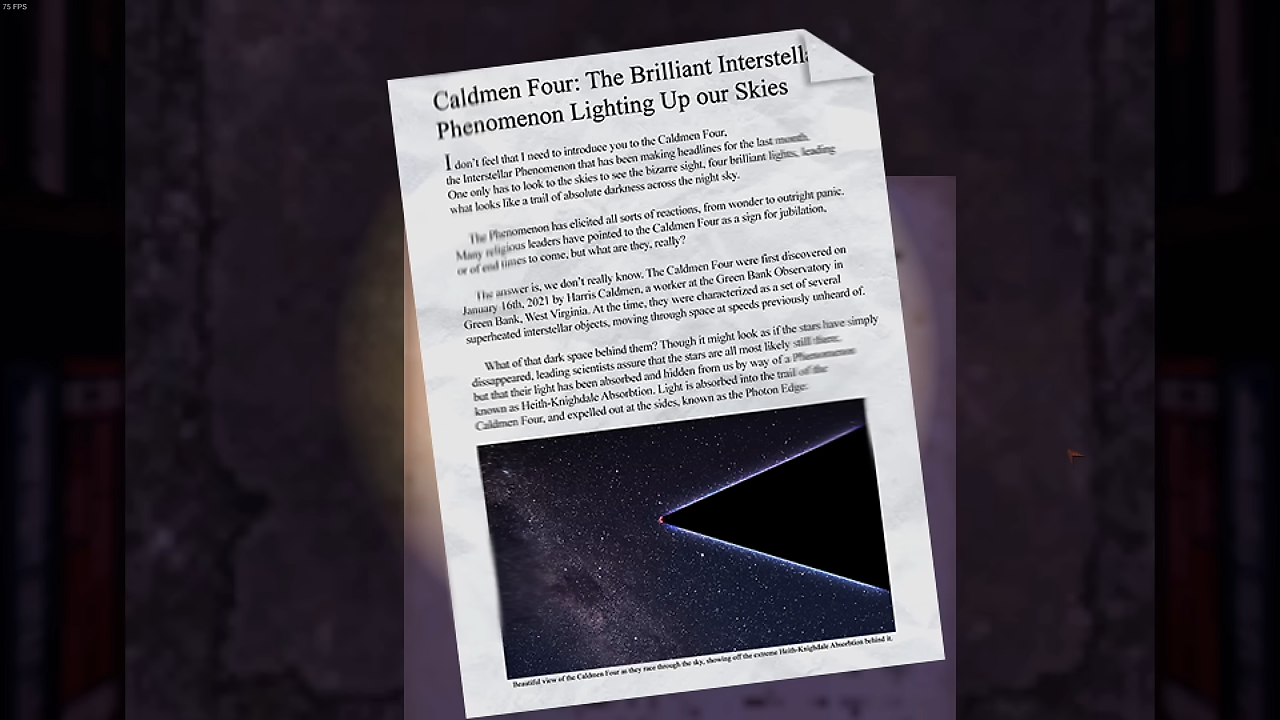 75 FPS
Caldmen Four: The Brilliant Interstell
Phenomenon Lighting Up our Skies
I don't feel that I need to introduce you to the Caldmen Four,
the Interstellar Phenomenon that has been making headlines for the last month.
One only has to look to the skies to see the bizarre sight, four brilliant lights, leading
what looks like a trail of absolute darkness across the night sky.
The Phenomenon has elicited all sorts of reactions, from wonder to outright panic.
Many religious leaders have pointed to the Caldmen Four as a sign for jubilation,
or of end times to come, but what are they, really?
The answer is, we don't really know. The Caldmen Four were first discovered on
January 16th, 2021 by Harris Caldmen, a worker at the Green Bank Observatory in
Green Bank, West Virginia. At the time, they were characterized as a set of several
superheated interstellar objects, moving through space at speeds previously unheard of.
What of that dark space behind them? Though it might look as if the stars have simply
dissappeared, leading scientists assure that the stars are all most likely still there,
but that their light has been absorbed and hidden from us by way of a Phenomenon
known as Heith-Knighdale Absorbtion. Light is absorbed into the trail of the
Caldmen Four, and expelled out at the sides, known as the Photon Edge.
Beautiful view of the Caldmen Four as they race through the sky, showing off the extreme Heith-Knighdale Absorbtion behind it.